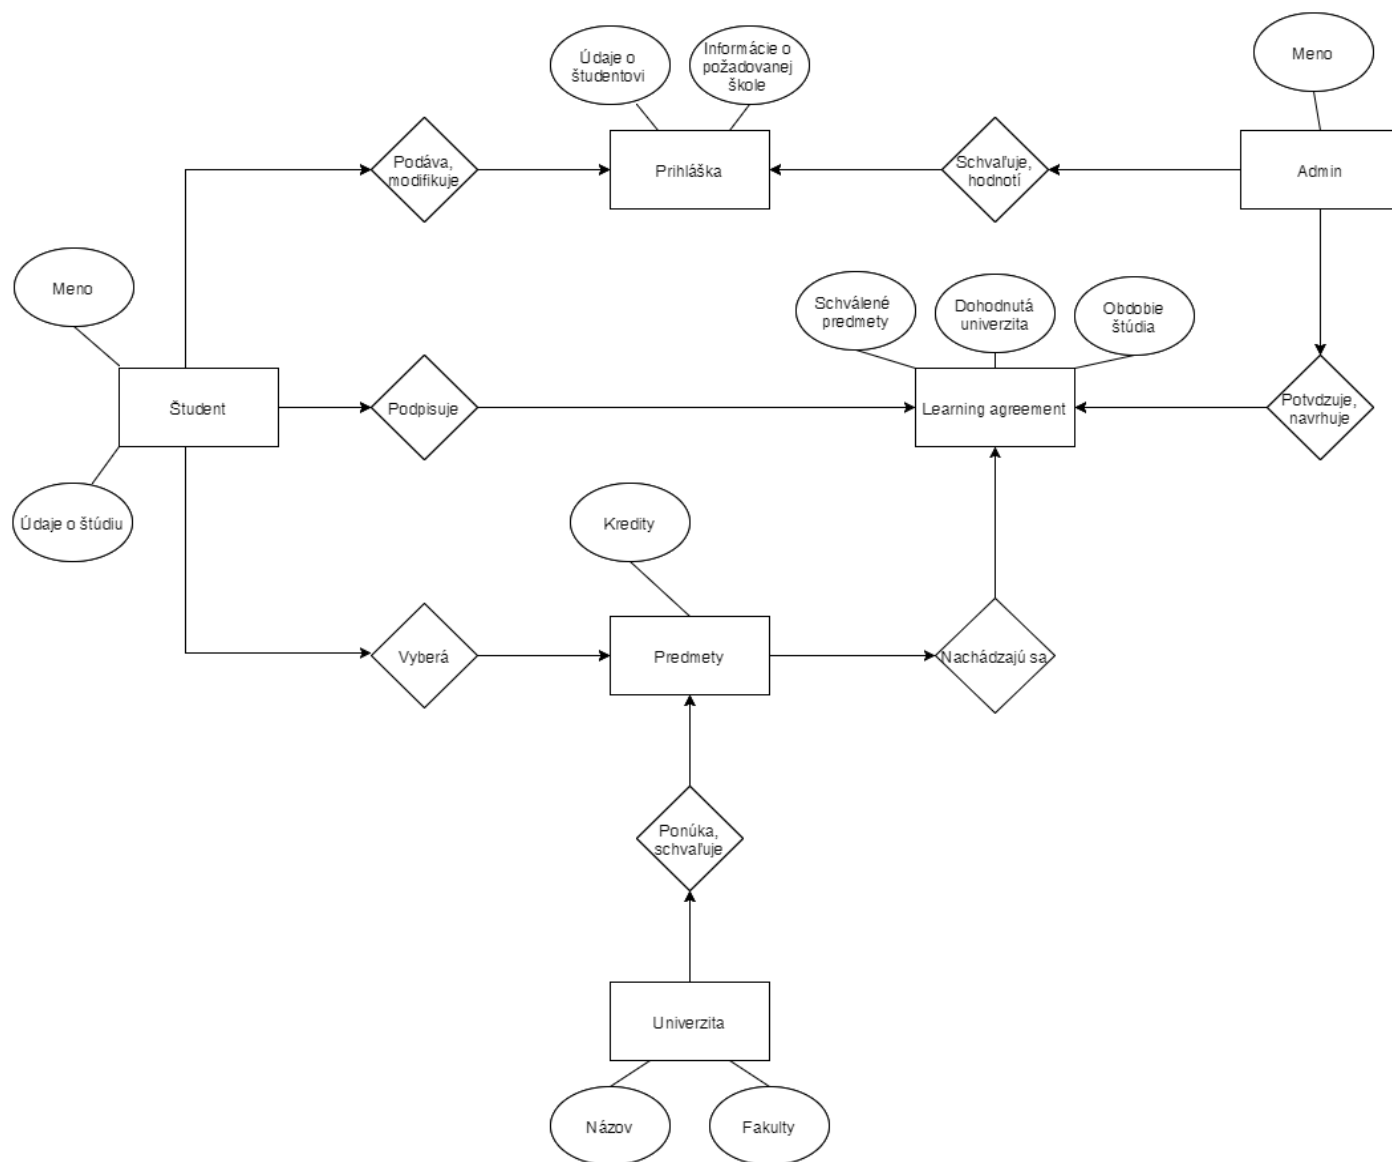 Údaje o
študentovi
Informácie o
požadovanej
škole
Meno
Podáva,
modifikuje
Prihláška
Schvaľuje,
hodnotí
Admin
Meno
Schválené
predmety
Dohodnutá
univerzita
Obdobie
štúdia
Študent
Podpisuje
Learning agreement
Potvdzuje,
navrhuje
Údaje o štúdiu
Kredity
Vyberá
Predmety
Nachádzajú sa
Ponúka,
schvaľuje
Univerzita
Názov
Fakulty